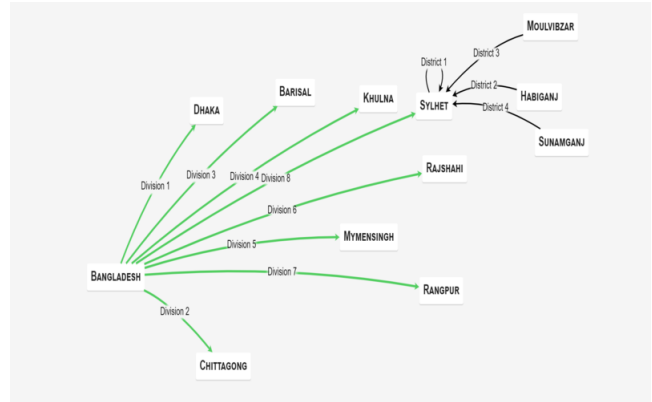 MOULVIBZAR
District 1
District 3
BARISAL
KHULNA
DHAKA
SYLHET
District 2
HABIGANJ
District 4
SUNAMGANJ
RAJSHAHI
Division 3
Division 4
Division 8
Division 1
Division 6
MYMENSINGH
Division 5
BANGLADESH
Division 7
RANGPUR
Division 2
CHITTAGONG